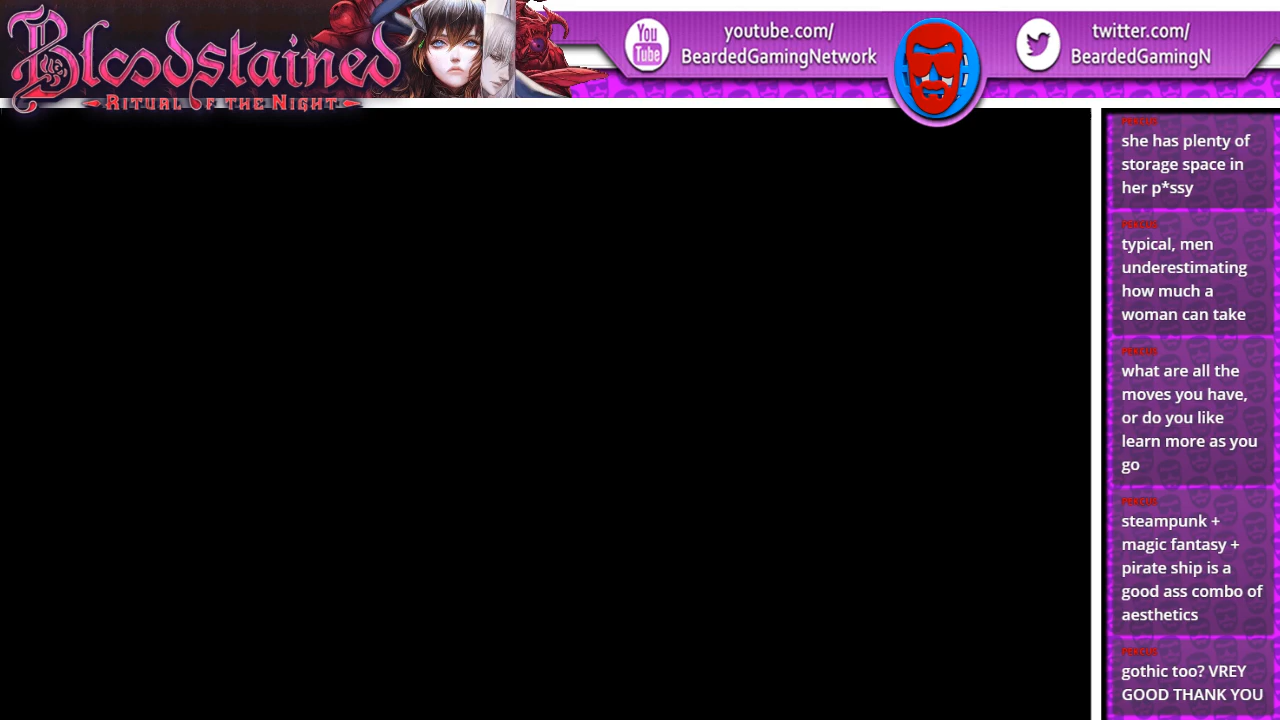 Bloodstained
RITUAL OF THE NIGHT
You
Tube
youtube.com/
BeardedGamingNetwork
twitter.com/
BeardedGamingN
she has plenty of
storage space in
her p*ssy
typical, men
underestimating
how much a
woman can take
what are all the
moves you have,
or do you like
learn more as you
go
steampunk +
magic fantasy +
pirate ship is a
good ass combo of
aesthetics
gothic too? VREY
GOOD THANK YOU